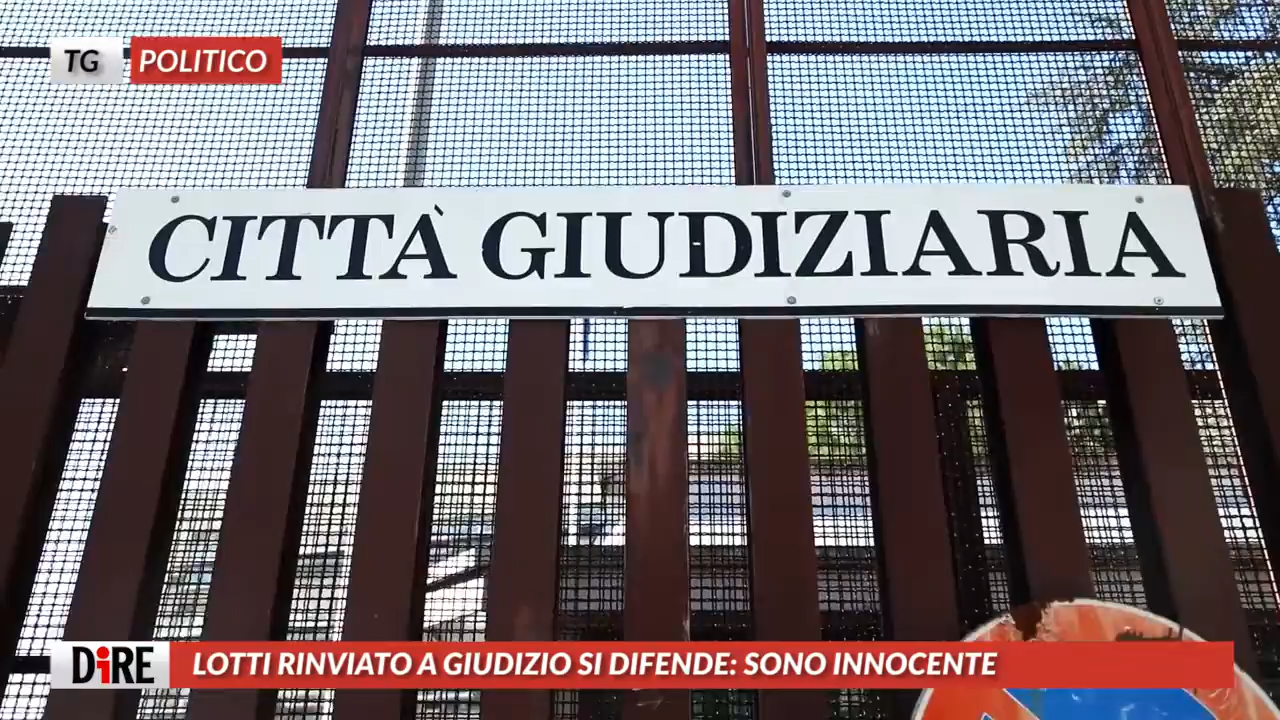 TG POLITICO
CITTÀ GIUDIZIARIA
DiRE LOTTI RINVIATO A GIUDIZIO SI DIFENDE: SONO INNOCENTE